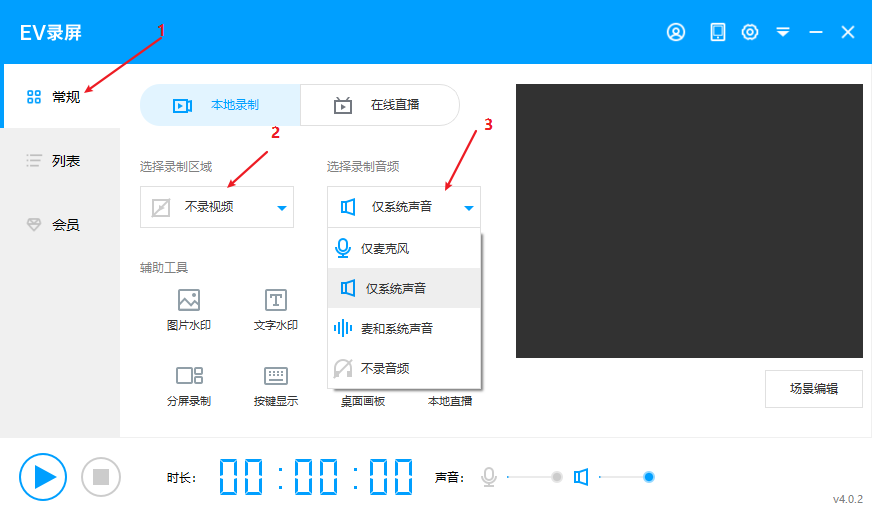 EV录屏
1
常规
本地录制
在线直播
2
3
列表
选择录制区域
选择录制音频
不录视频
仅系统声音
会员
仅麦克风
辅助工具
仅系统声音
图片水印
文字水印
麦和系统声音
不录音频
分屏录制
按键显示
桌面画板
本地直播
场景编辑
时长:
00:00:00
声音:
v4.0.2